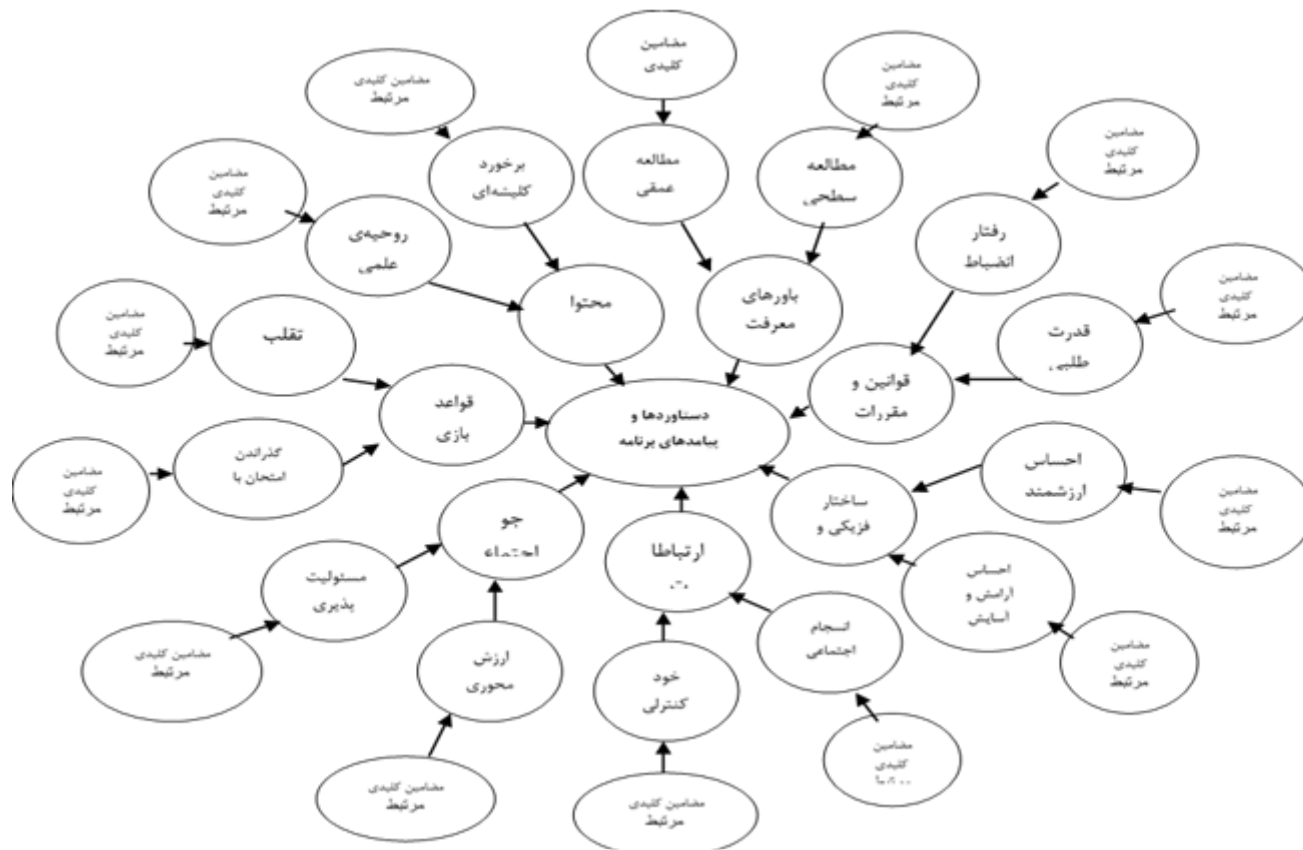 مضامین
کلیدی
مضامین
کلیدی
مرتبط
مضامین کلیدی
مرتبط
مضامین
کلیدی
مرتبط
مطالعه
عمقی
مطالعه
سطحی
برخورد
کلیشه‌ای
مضامین
کلیدی
مرتبط
روحیه‌ی
علمی
رفتار
انضباط
مضامین
کلیدی
مرتبط
محتوا
باورهای
معرفت
مضامین
کلیدی
مرتبط
تقلب
قدرت
طلبی
قوانین و
مقررات
قواعد
بازی
دستاوردها و
پیامدهای برنامه
گذراندن
امتحان با
مضامین
کلیدی
مرتبط
احساس
ارزشمند
مضامین
کلیدی
مرتبط
ساختار
فزیکی و
جو
ارتباطا
مسئولیت
پذیری
احساس
آرامش و
آسایش
انسجام
اجتماعی
مضامین کلیدی
مرتبط
ارزش
محوری
خود
کنترلی
مضامین
کلیدی
مرتبط
مضامین
کلیدی
مضامین کلیدی
مرتبط
مضامین کلیدی
مرتبط